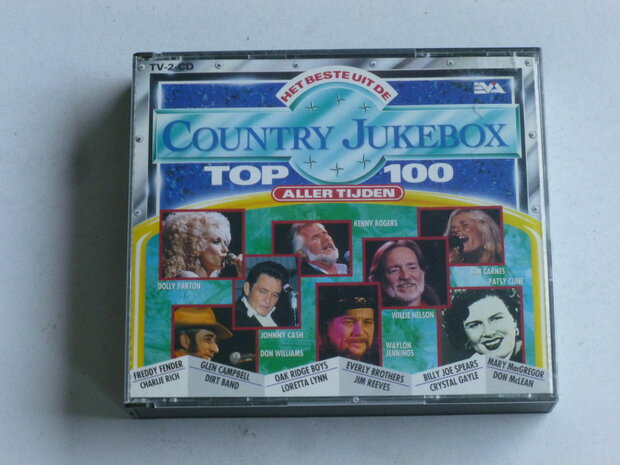 TV-2-CD
HET BESTE UIT DE
EVA
COUNTRY JUKEBOX
TOP 100
ALLER TIJDEN
KENNY ROGERS
KIM CARNES
PATSY CLINE
DOLLY PARTON
WILLIE NELSON
JOHNNY CASH
DON WILLIAMS
WAYLON
JENNINGS
FREDDY FENDER
CHARLIE RICH
GLEN CAMPBELL
DIRT BAND
OAK RIDGE BOYS
LORETTA LYNN
EVERLY BROTHERS
JIM REEVES
BILLY JOE SPEARS
CRYSTAL GAYLE
MARY MacGREGOR
DON McLEAN